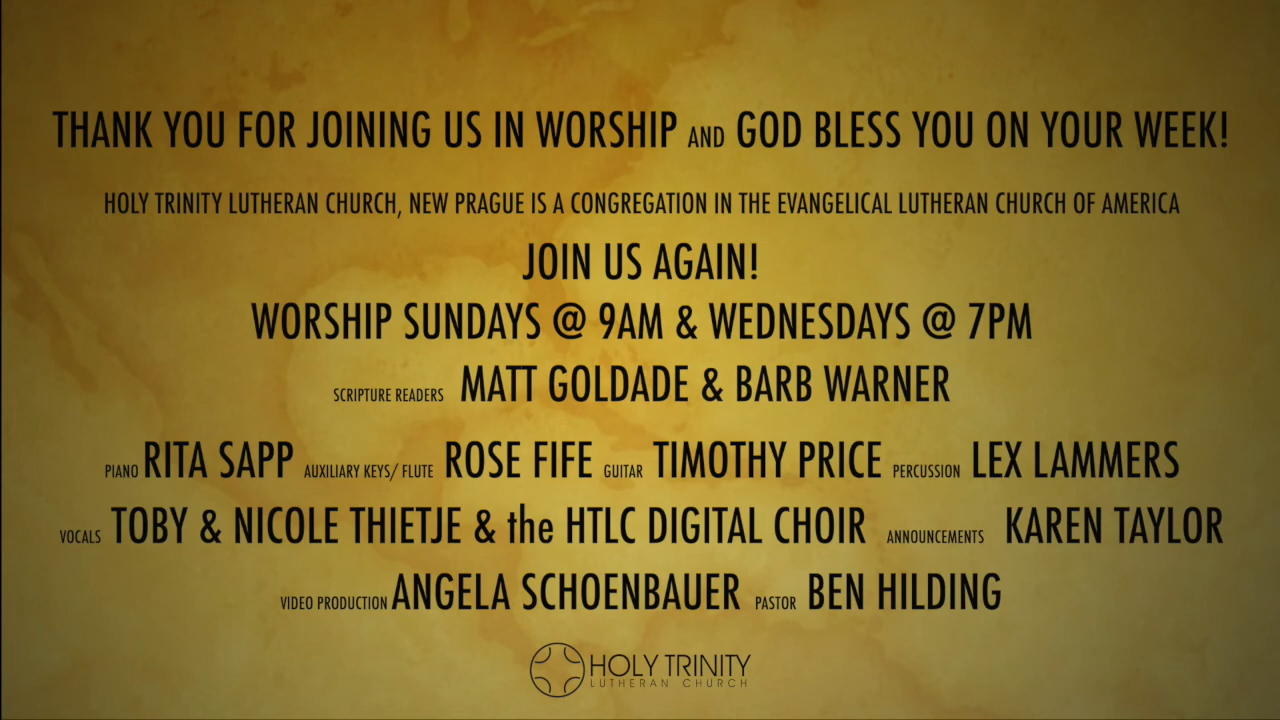 THANK YOU FOR JOINING US IN WORSHIP AND GOD BLESS YOU ON YOUR WEEK!
HOLY TRINITY LUTHERAN CHURCH, NEW PRAGUE IS A CONGREGATION IN THE EVANGELICAL LUTHERAN CHURCH OF AMERICA
JOIN US AGAIN!
WORSHIP SUNDAYS @ 9AM & WEDNESDAYS @ 7PM
SCRIPTURE READERS MATT GOLDADE & BARB WARNER
PIANO RITA SAPP AUXILIARY KEYS/ FLUTE ROSE FIFE GUITAR TIMOTHY PRICE PERCUSSION LEX LAMMERS
VOCALS TOBY & NICOLE THIETJE & the HTLC DIGITAL CHOIR ANNOUNCEMENTS KAREN TAYLOR
VIDEO PRODUCTION ANGELA SCHOENBAUER PASTOR BEN HILDING
HOLY TRINITY
LUTHERAN CHURCH